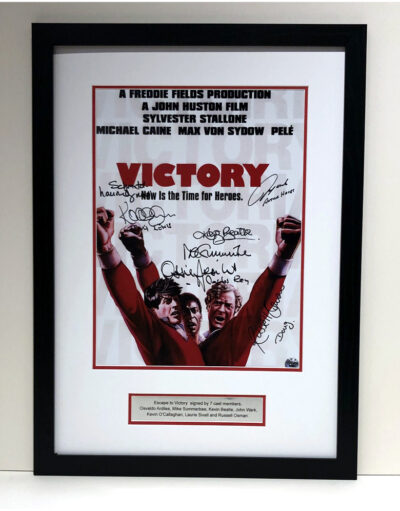 A FREDDIE FIELDS PRODUCTION
A JOHN HUSTON FILM
SYLVESTER STALLONE
MICHAEL CAINE MAX VON SYDOW PELÉ
VICTORY
Now is the Time for Heroes.
Doug
Escape to Victory signed by 7 cast members,
Osvaldo Ardiles, Mike Summerbee, Kevin Beatie, John Wark,
Kevin O'Callaghan, Laurie Sivell and Russell Osman